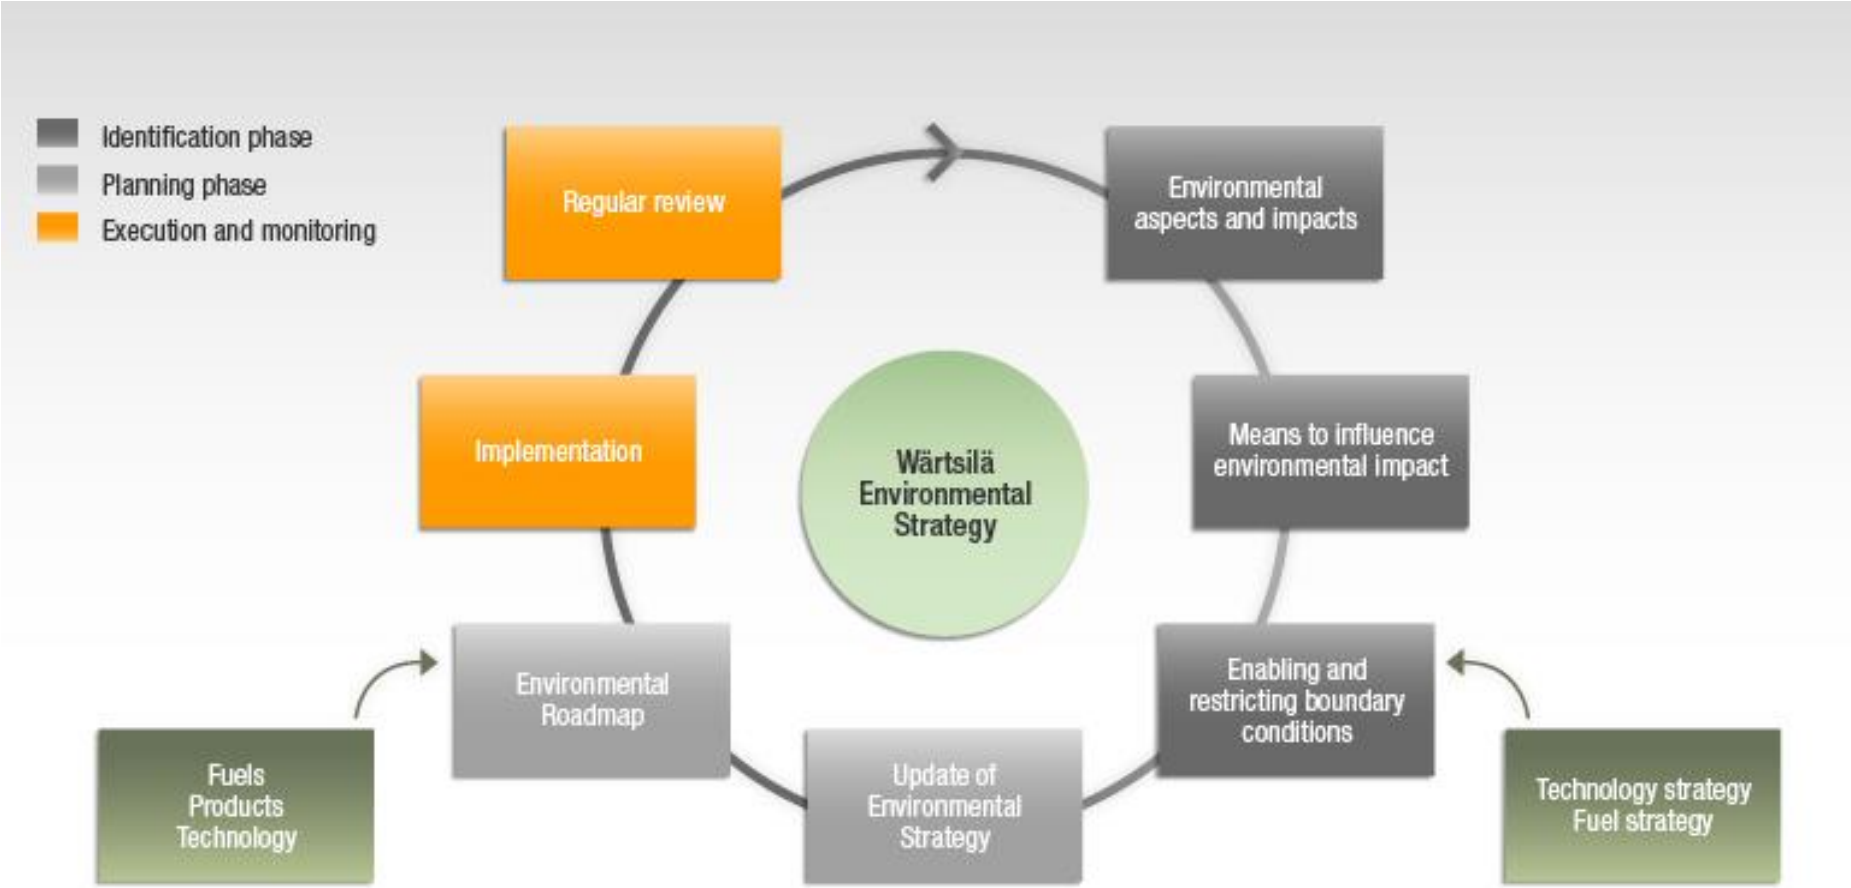 Identification phase
Planning phase
Execution and monitoring
Regular review
Environmental
aspects and impacts
Implementation
Wärtsilä
Environmental
Strategy
Means to influence
environmental impact
Environmental
Roadmap
Enabling and
restricting boundary
conditions
Fuels
Products
Technology
Update of
Environmental
Strategy
Technology strategy
Fuel strategy